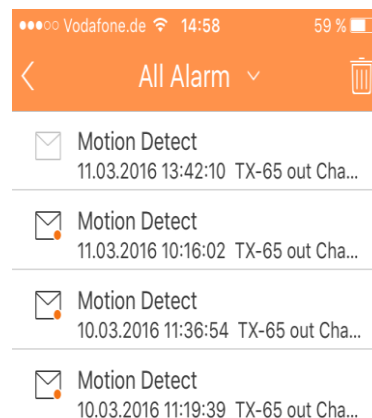 Vodafone.de 14:58 59 %
All Alarm
Motion Detect
11.03.2016 13:42:10 TX-65 out Cha...
Motion Detect
11.03.2016 10:16:02 TX-65 out Cha...
Motion Detect
10.03.2016 11:36:54 TX-65 out Cha...
Motion Detect
10.03.2016 11:19:39 TX-65 out Cha...